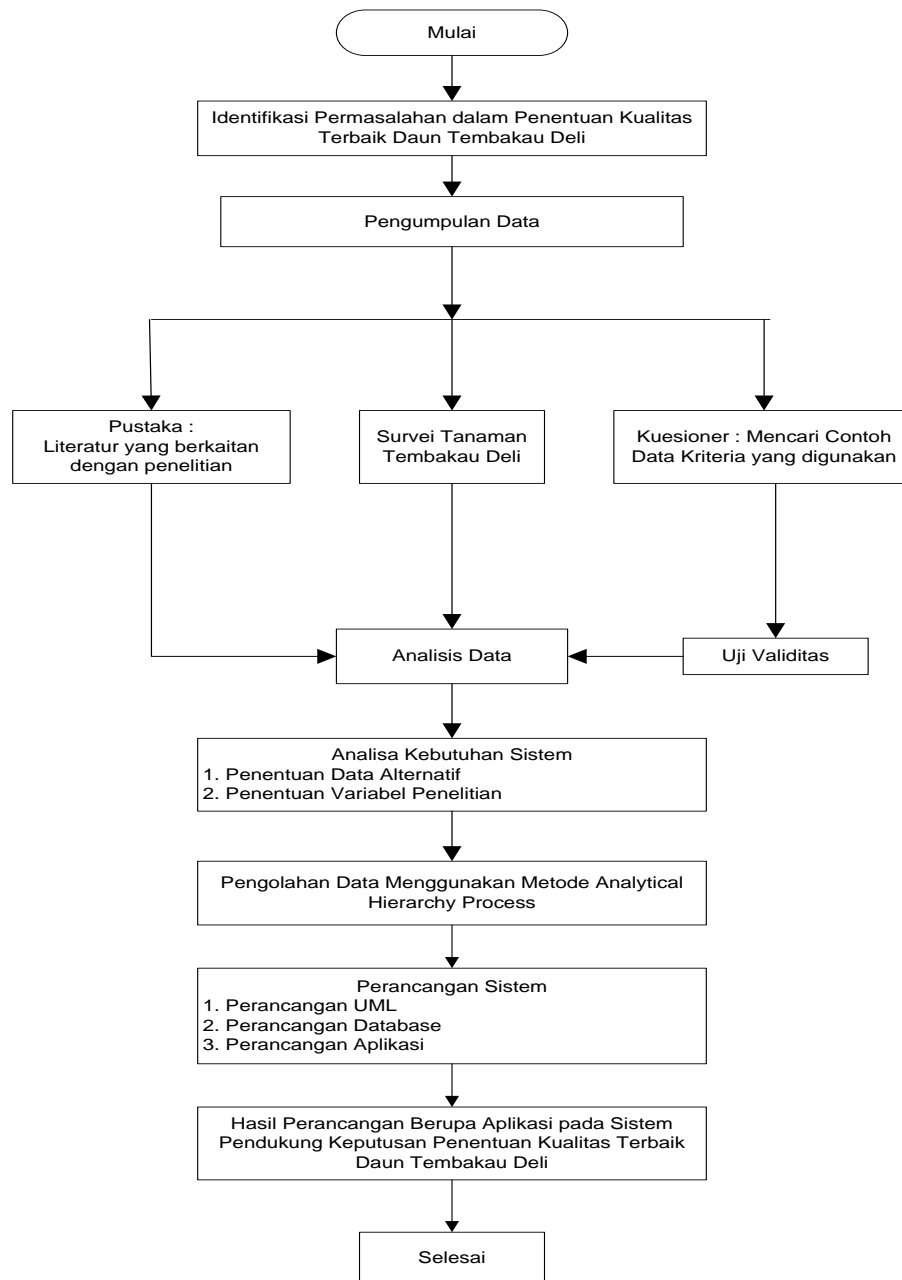 Mulai
Identifikasi Permasalahan dalam Penentuan Kualitas
Terbaik Daun Tembakau Deli
Pengumpulan Data
Pustaka :
Literatur yang berkaitan
dengan penelitian
Survei Tanaman
Tembakau Deli
Kuesioner : Mencari Contoh
Data Kriteria yang digunakan
Analisis Data
Uji Validitas
Analisa Kebutuhan Sistem
1. Penentuan Data Alternatif
2. Penentuan Variabel Penelitian
Pengolahan Data Menggunakan Metode Analytical
Hierarchy Process
Perancangan Sistem
1. Perancangan UML
2. Perancangan Database
3. Perancangan Aplikasi
Hasil Perancangan Berupa Aplikasi pada Sistem
Pendukung Keputusan Penentuan Kualitas Terbaik
Daun Tembakau Deli
Selesai